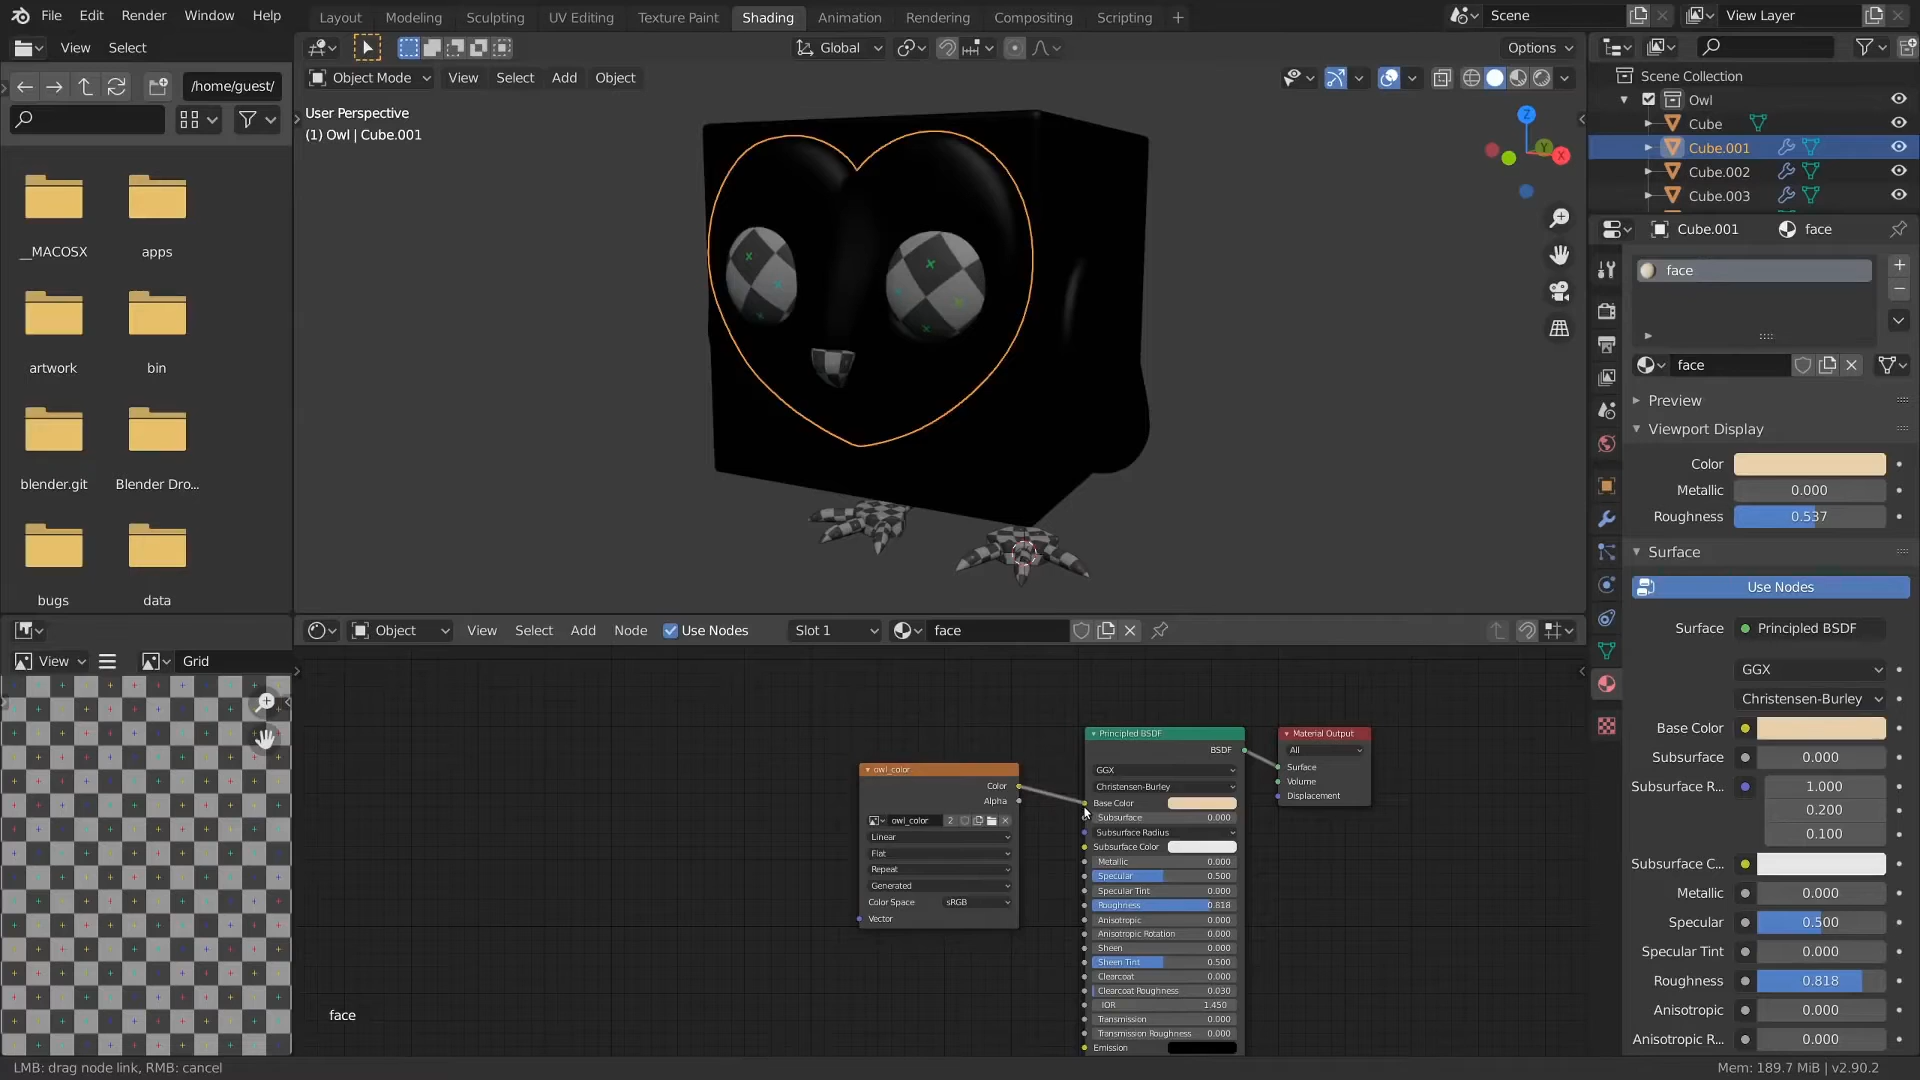 File Edit Render Window Help
Layout Modeling Sculpting UV Editing Texture Paint Shading Animation Rendering Compositing Scripting
Scene
View Layer
View Select
Global
Options
/home/guest/
Object Mode View Select Add Object
User Perspective
(1) Owl | Cube.001
Z
Y
X
__MACOSX
apps
artwork
bin
blender.git
Blender Dro...
bugs
data
Scene Collection
Owl
Cube
Cube.001
Cube.002
Cube.003
Cube.001 face
face
face
Preview
Viewport Display
Color
Metallic 0.000
Roughness 0.537
Surface
Use Nodes
Surface Principled BSDF
GGX
Christensen-Burley
Base Color
Subsurface 0.000
Subsurface R... 1.000
0.200
0.100
Subsurface C...
Metallic 0.000
Specular 0.500
Specular Tint 0.000
Roughness 0.818
Anisotropic 0.000
Anisotropic R... 0.000
Object View Select Add Node Use Nodes Slot 1 face
View Grid
owl_color
Color
Alpha
owl_color 2
Linear
Flat
Repeat
Generated
Color Space sRGB
Vector
Principled BSDF
BSDF
GGX
Christensen-Burley
Base Color
Subsurface 0.000
Subsurface Radius
Subsurface Color
Metallic 0.000
Specular 0.500
Specular Tint 0.000
Roughness 0.818
Anisotropic 0.000
Anisotropic Rotation 0.000
Sheen 0.000
Sheen Tint 0.500
Clearcoat 0.000
Clearcoat Roughness 0.030
IOR 1.450
Transmission 0.000
Transmission Roughness 0.000
Emission
Material Output
All
Surface
Volume
Displacement
face
LMB: drag node link, RMB: cancel
Mem: 189.7 MiB | v2.90.2